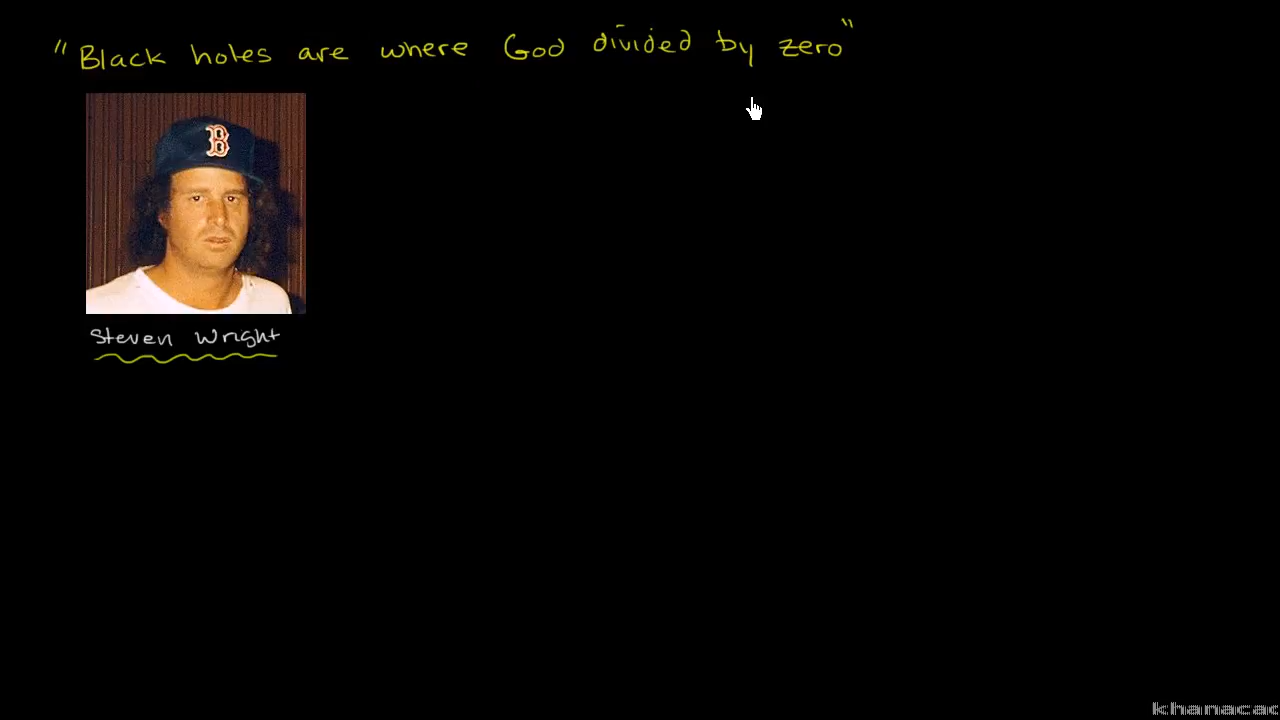 "Black holes are where God divided by zero"
B
Steven Wright
khanacad